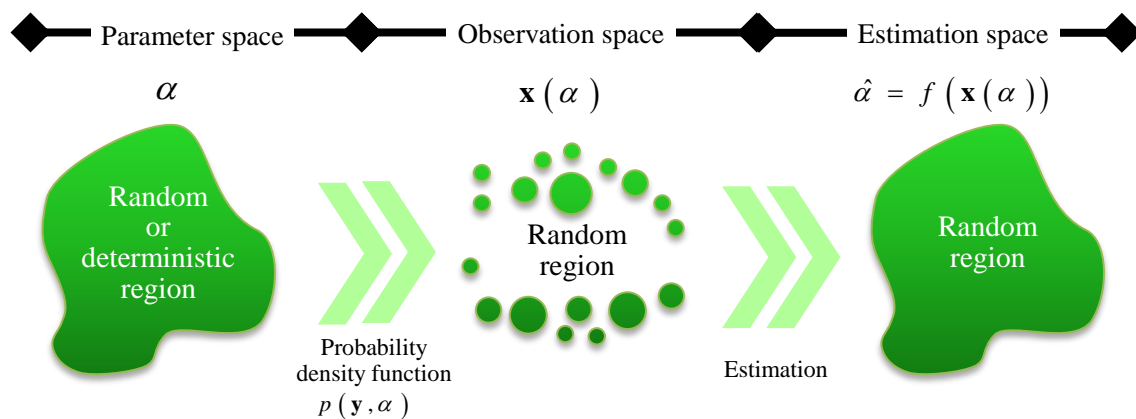 Parameter space
Observation space
Estimation space
α
𝐱 ( α )
α̂ = f ( 𝐱 ( α ) )
Random
or
deterministic
region
Random
region
Random
region
Probability
density function
p ( 𝐲 , α )
Estimation